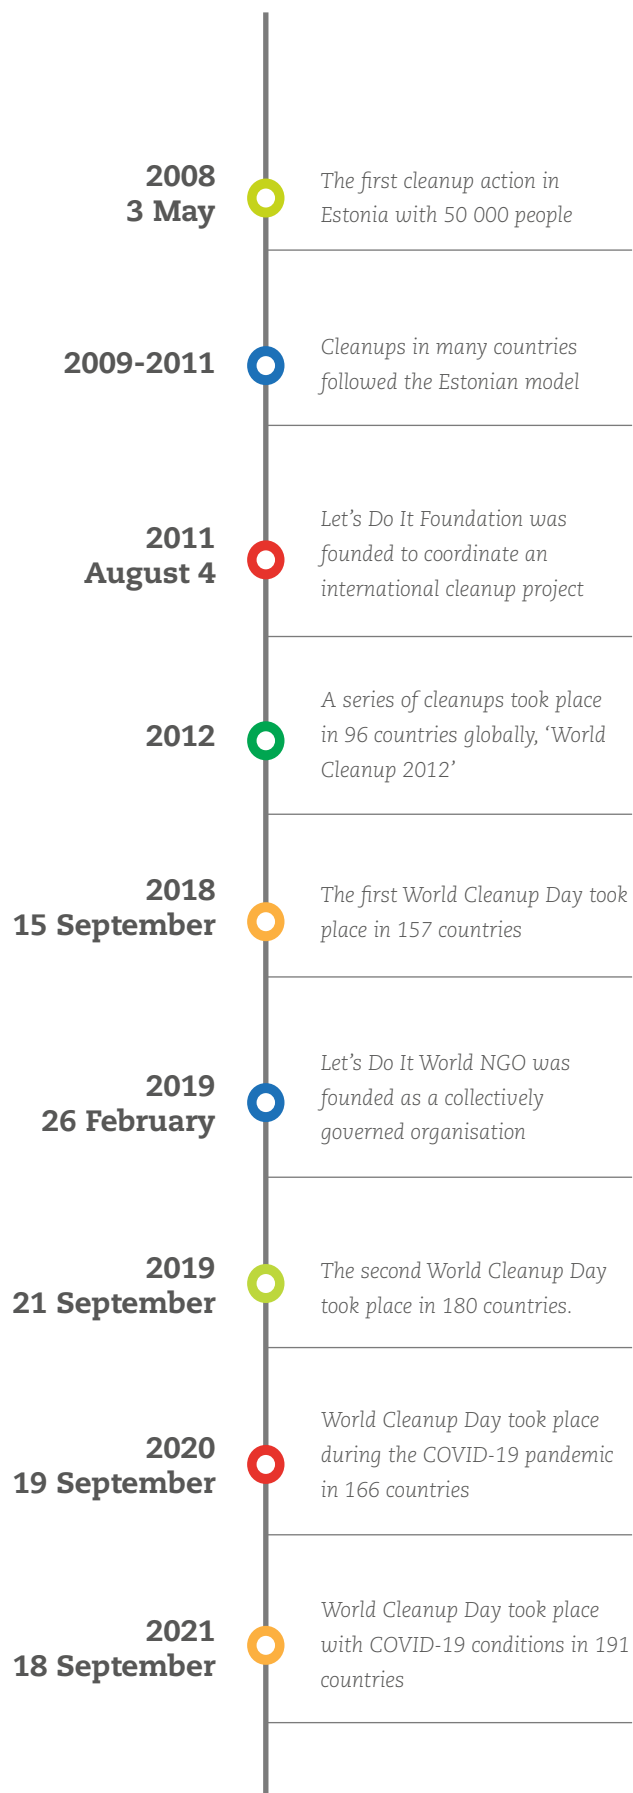 2008
3 May
The first cleanup action in
Estonia with 50 000 people
2009-2011
Cleanups in many countries
followed the Estonian model
2011
August 4
Let's Do It Foundation was
founded to coordinate an
international cleanup project
2012
A series of cleanups took place
in 96 countries globally, ‘World
Cleanup 2012’
2018
15 September
The first World Cleanup Day took
place in 157 countries
2019
26 February
Let's Do It World NGO was
founded as a collectively
governed organisation
2019
21 September
The second World Cleanup Day
took place in 180 countries.
2020
19 September
World Cleanup Day took place
during the COVID-19 pandemic
in 166 countries
2021
18 September
World Cleanup Day took place
with COVID-19 conditions in 191
countries